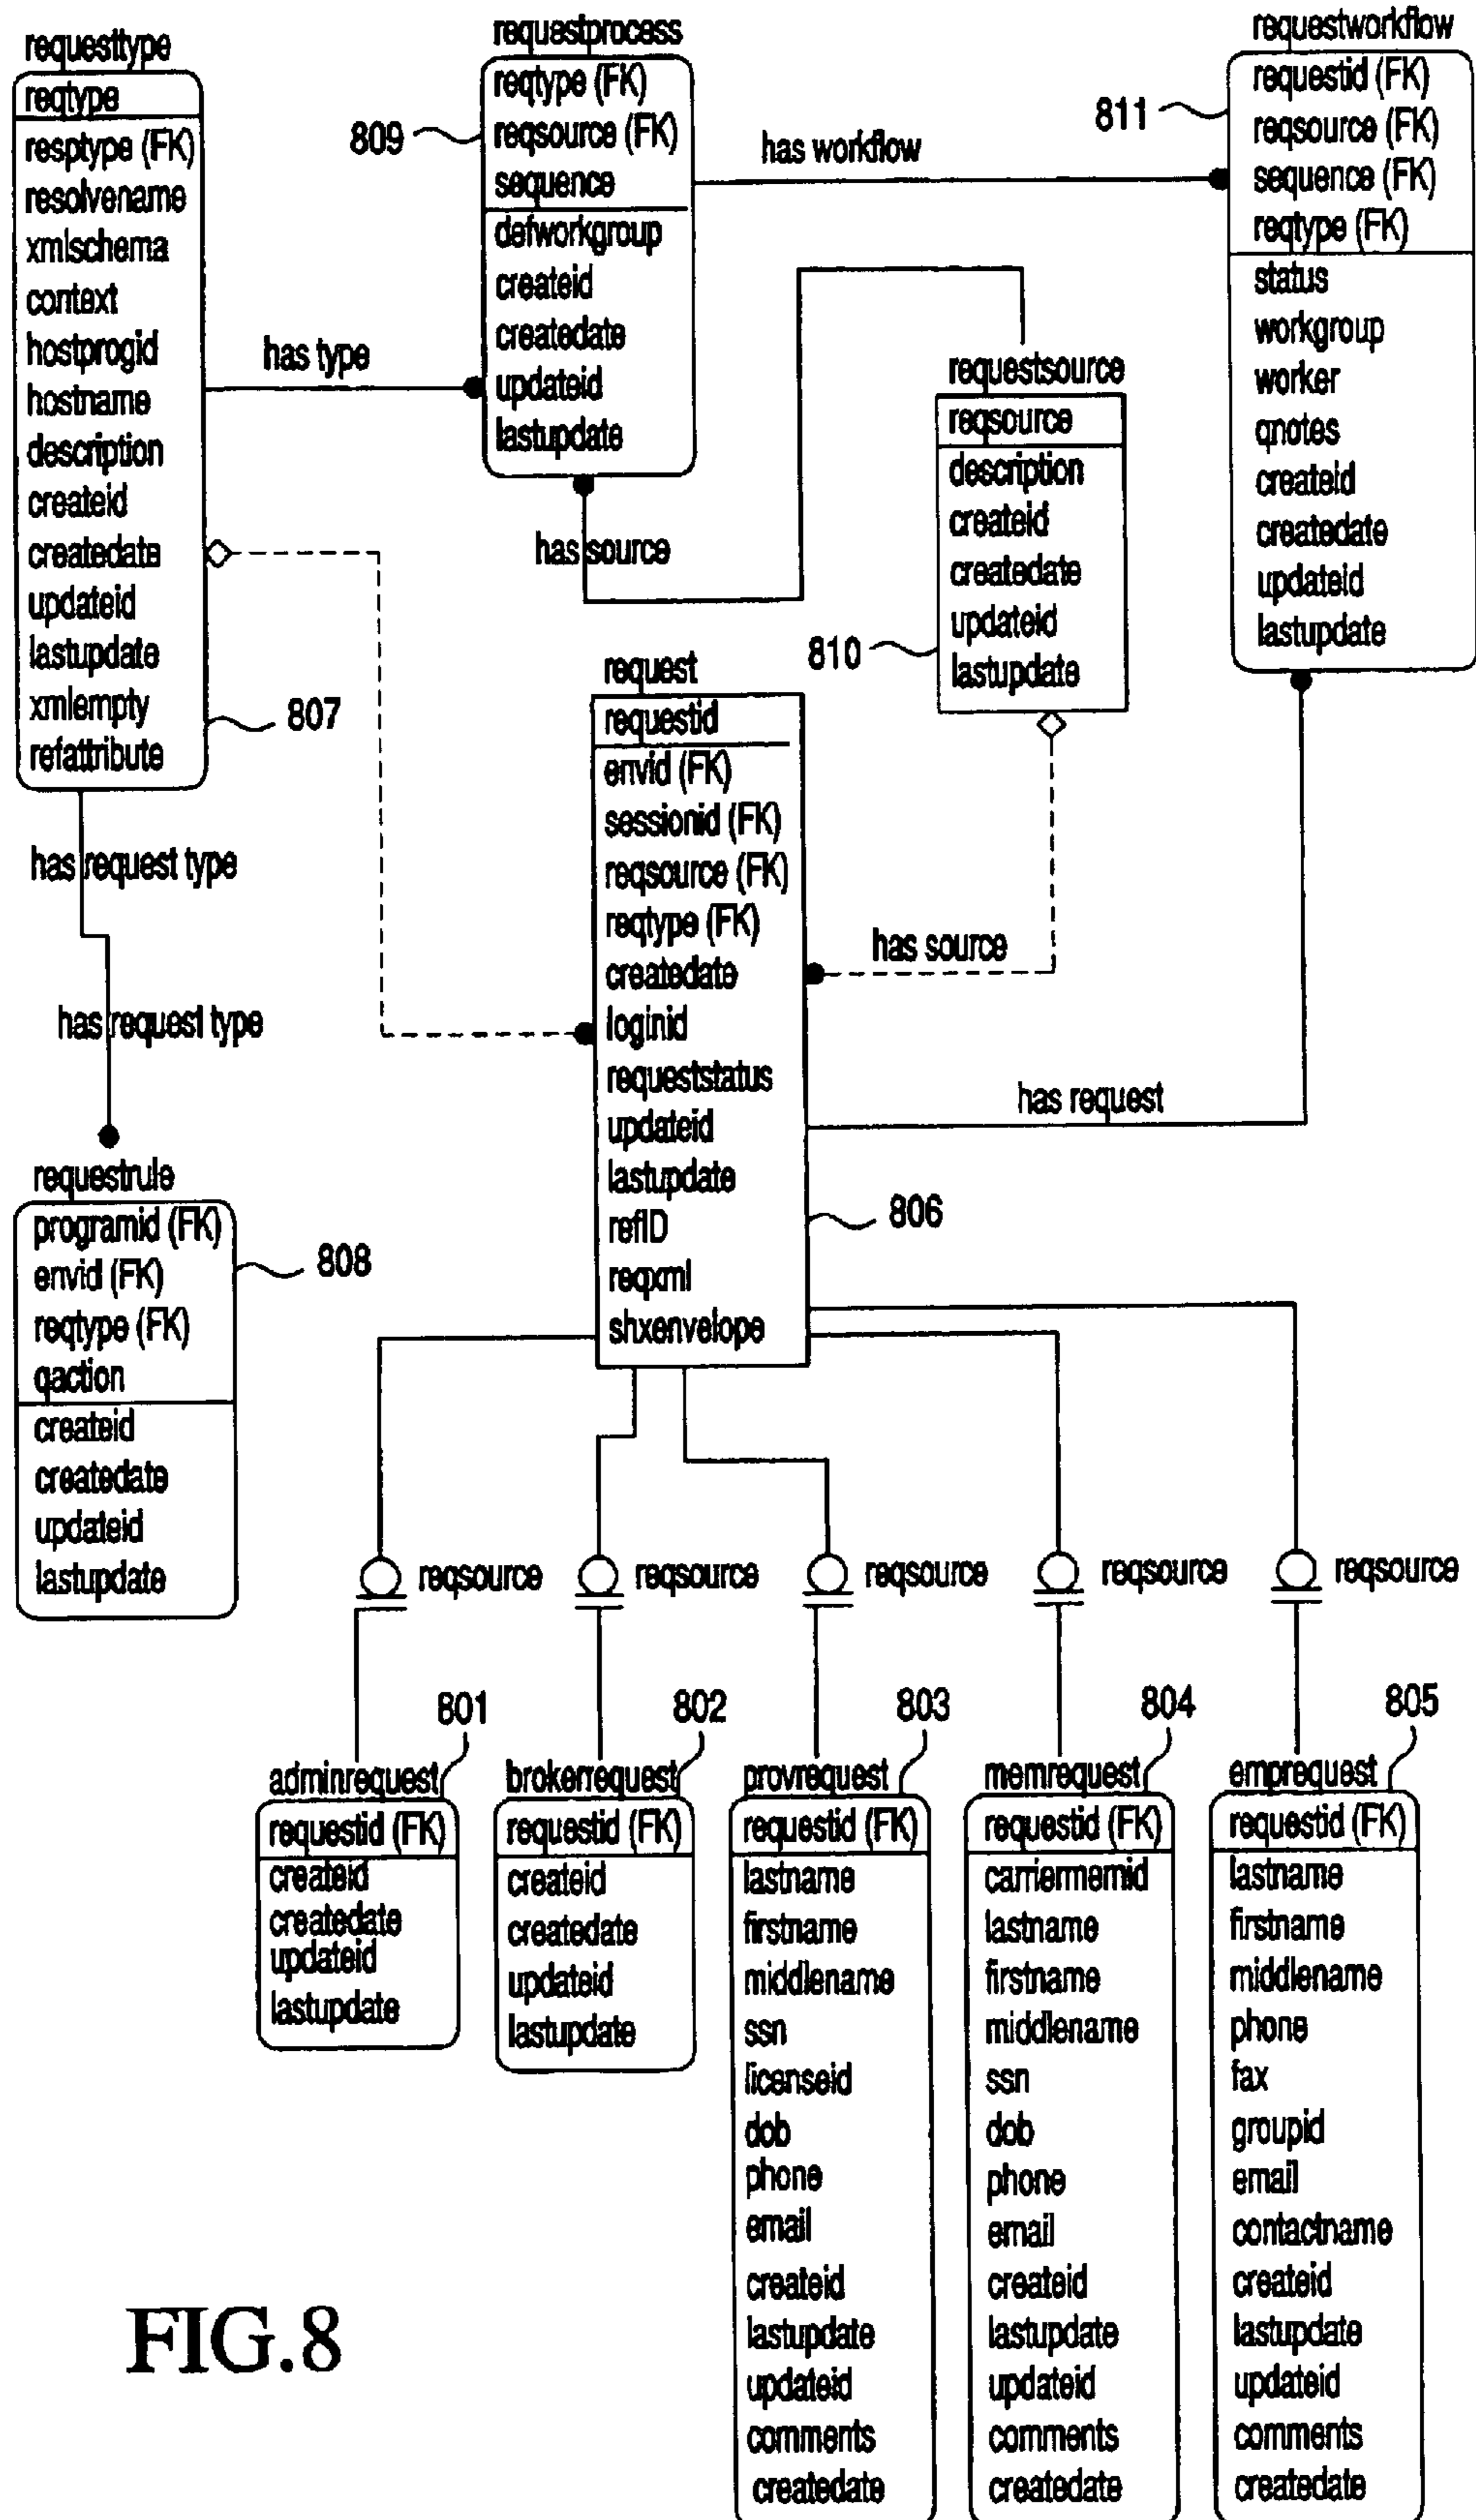 requesttype
reqtype
resptype (FK)
resolvename
xmlschema
context
hostprogid
hostname
description
createid
createdate
updateid
lastupdate
xmlempty
refattribute
807
has type
requestprocess
reqtype (FK)
reqsource (FK)
sequence
defworkgroup
createid
createdate
updateid
lastupdate
809
has workflow
has source
requestworkflow
requestid (FK)
reqsource (FK)
sequence (FK)
reqtype (FK)
status
workgroup
worker
qnotes
createid
createdate
updateid
lastupdate
811
requestsource
reqsource
description
createid
createdate
updateid
lastupdate
810
request
requestid
envid (FK)
sessionid (FK)
reqsource (FK)
reqtype (FK)
createdate
loginid
requeststatus
updateid
lastupdate
refID
reqxml
shxenvelope
806
has source
has request
has request type
has request type
requestrule
programid (FK)
envid (FK)
reqtype (FK)
qaction
createid
createdate
updateid
lastupdate
808
reqsource
reqsource
reqsource
reqsource
reqsource
801
adminrequest
requestid (FK)
createid
createdate
updateid
lastupdate
802
brokerrequest
requestid (FK)
createid
createdate
updateid
lastupdate
803
provrequest
requestid (FK)
lastname
firstname
middlename
ssn
licenseid
dob
phone
email
createid
lastupdate
updateid
comments
createdate
804
memrequest
requestid (FK)
carriermemid
lastname
firstname
middlename
ssn
dob
phone
email
createid
lastupdate
updateid
comments
createdate
805
emprequest
requestid (FK)
lastname
firstname
middlename
phone
fax
groupid
email
contactname
createid
lastupdate
updateid
comments
createdate
FIG.8